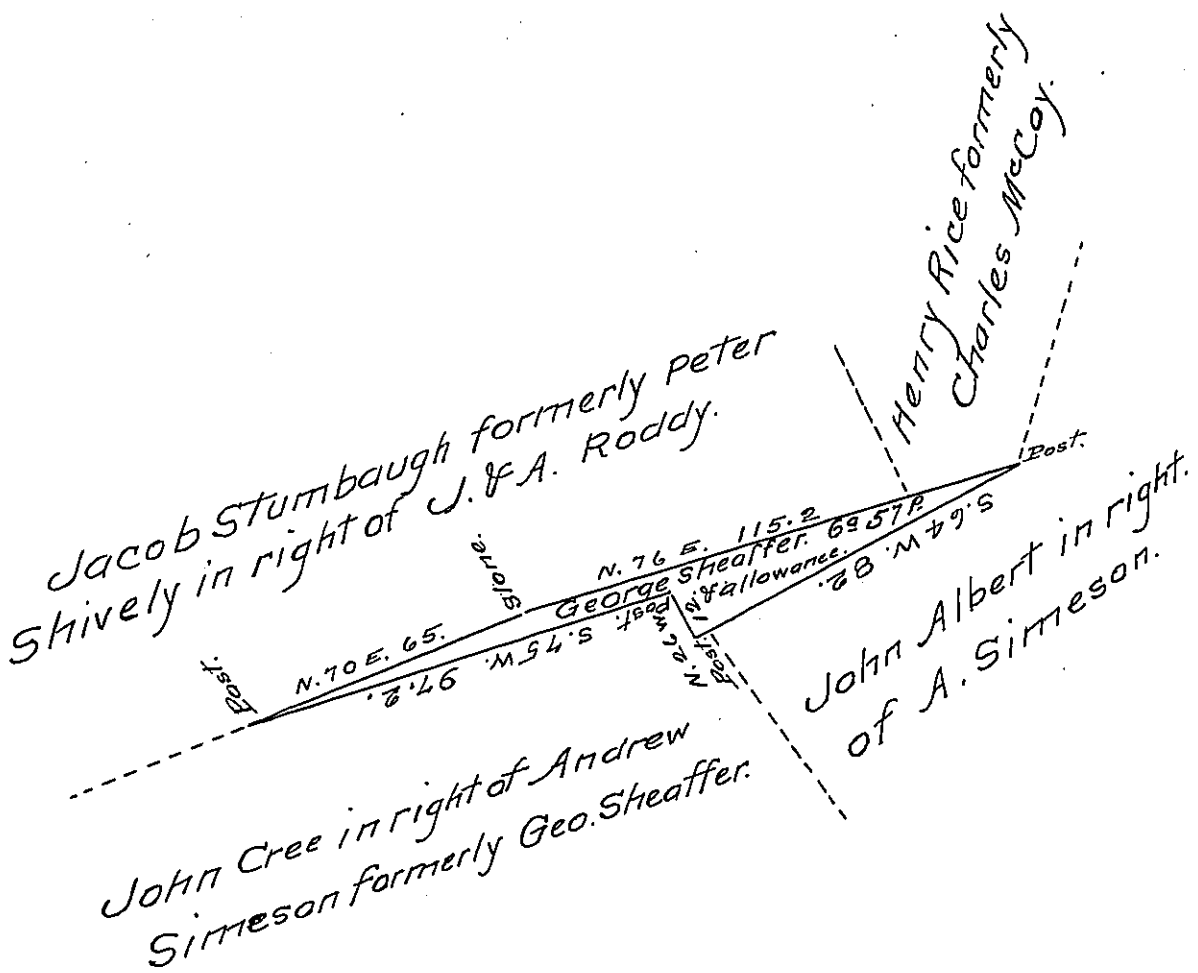 Henry Rice formerly
Charles McCoy.
Jacob Stumbaugh formerly Peter
Shively in right of J. & A. Roddy.
Post.
Stone.
Post.
N. 70 E. 65.
N. 76 E. 115.2
George Sheaffer. 6a 57 P.
& allowance.
S. 64 W. 82.
Post.
N. 26 W 12.
Post.
S. 75 W. 97.2.
John Albert in right
of A. Simeson.
John Cree in right of Andrew
Simeson formerly Geo. Sheaffer.